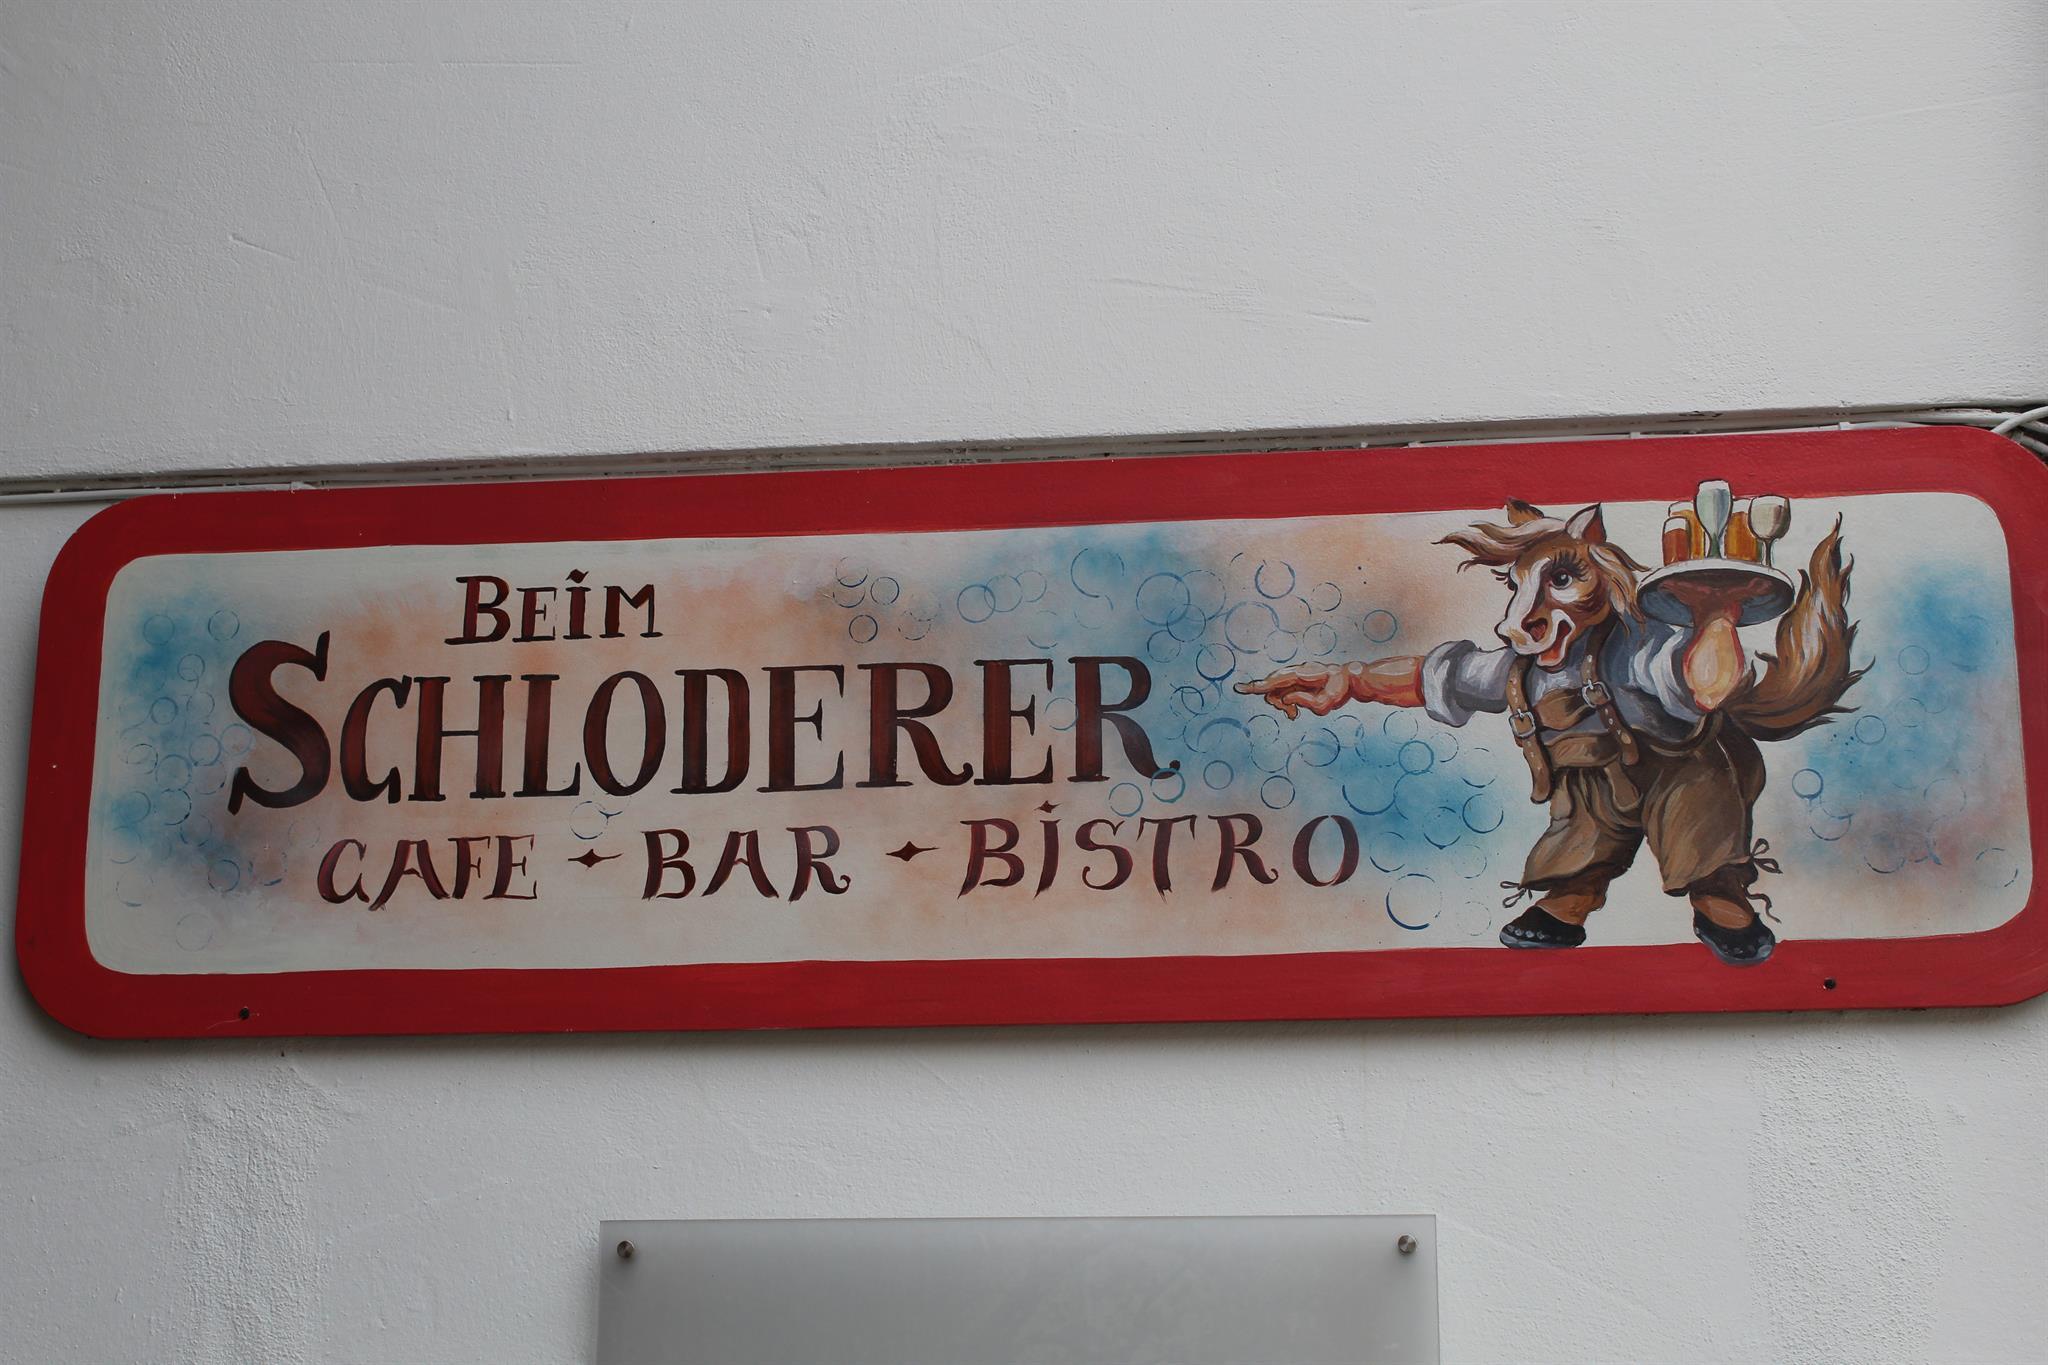 BEIM
SCHLODERER
CAFE - BAR - BISTRO